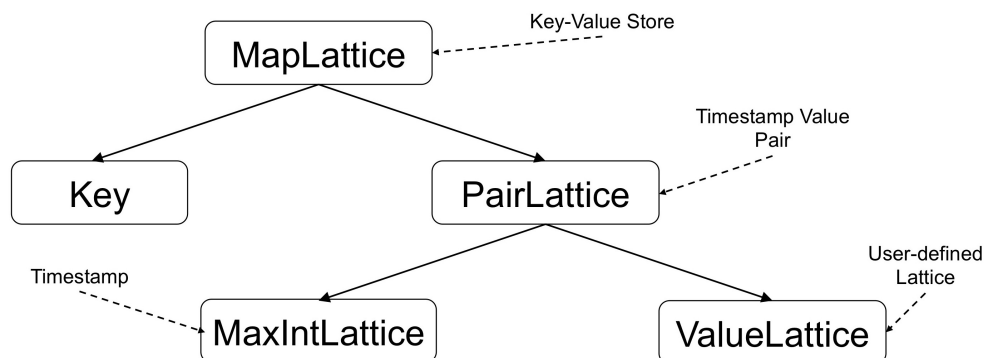 Key-Value Store
MapLattice
Timestamp Value
Pair
Key
PairLattice
User-defined
Lattice
Timestamp
MaxIntLattice
ValueLattice